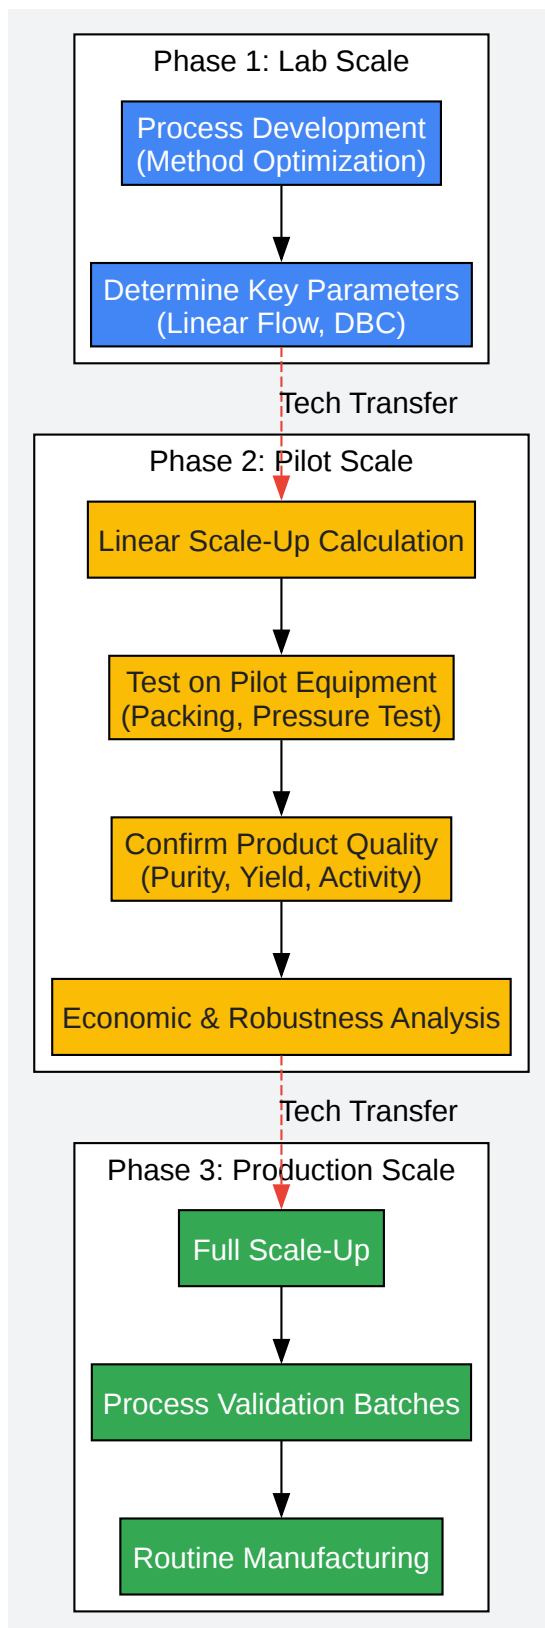 Phase 1: Lab Scale
Process Development
(Method Optimization)
Determine Key Parameters
(Linear Flow, DBC)
Tech Transfer
Phase 2: Pilot Scale
Linear Scale-Up Calculation
Test on Pilot Equipment
(Packing, Pressure Test)
Confirm Product Quality
(Purity, Yield, Activity)
Economic & Robustness Analysis
Tech Transfer
Phase 3: Production Scale
Full Scale-Up
Process Validation Batches
Routine Manufacturing